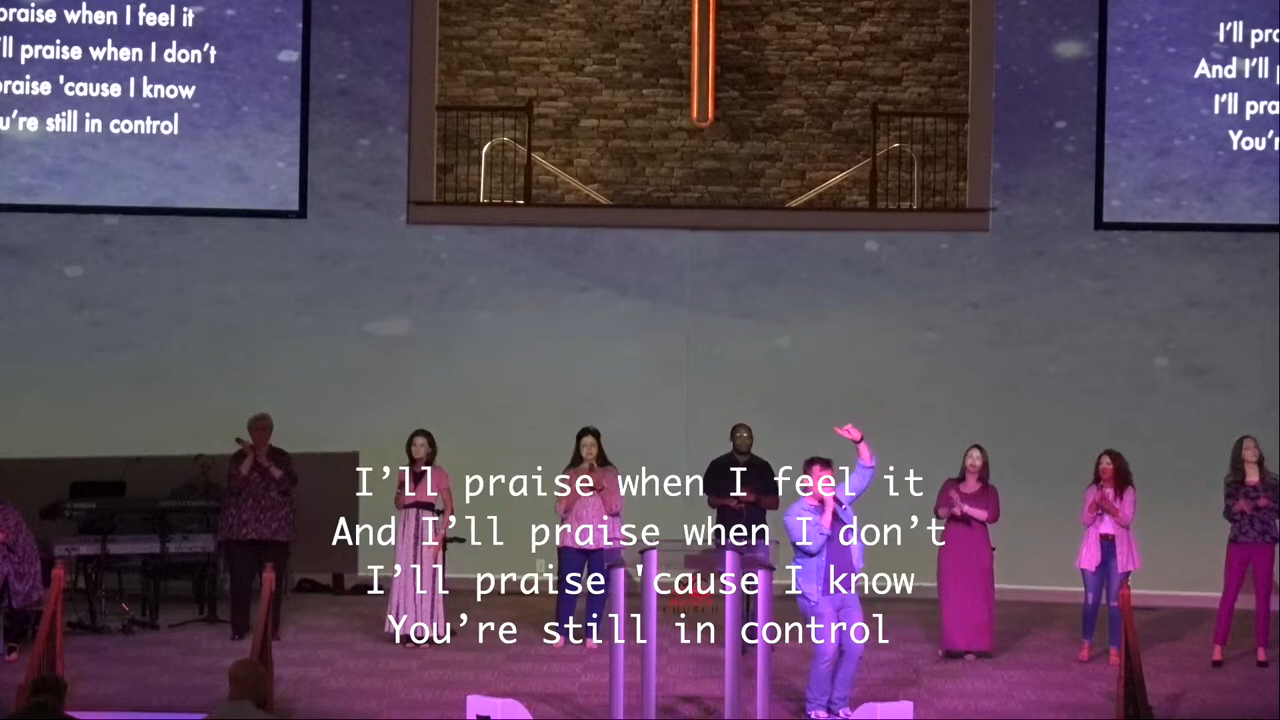 praise when I feel it
'll praise when I don't
praise 'cause I know
u're still in control
I'll pra
And I'll p
I'll pra
You'r
I'll praise when I feel it
And I'll praise when I don't
I'll praise 'cause I know
You're still in control
CHURCH